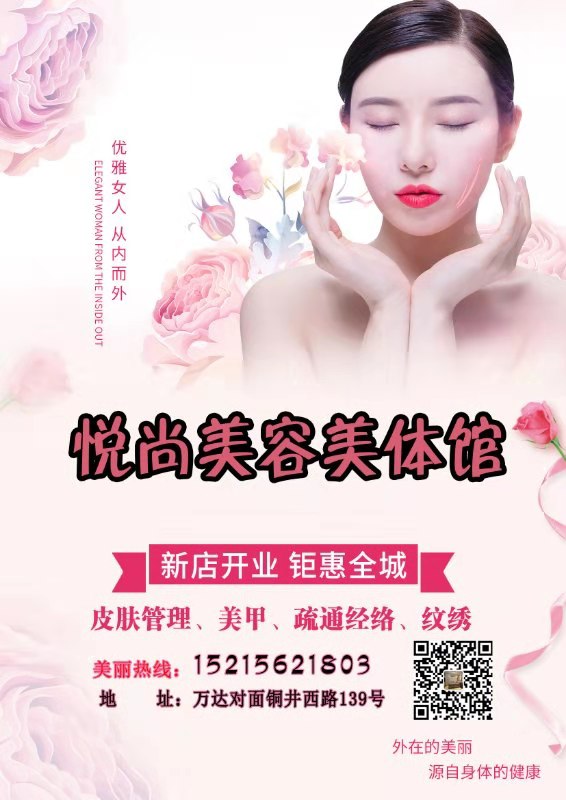 优雅女人 从内而外
ELEGANT WOMAN FROM THE INSIDE OUT
悦尚美容美体馆
新店开业 钜惠全城
皮肤管理、美甲、疏通经络、纹绣
美丽热线：15215621803
地 址：万达对面铜井西路139号
外在的美丽
源自身体的健康